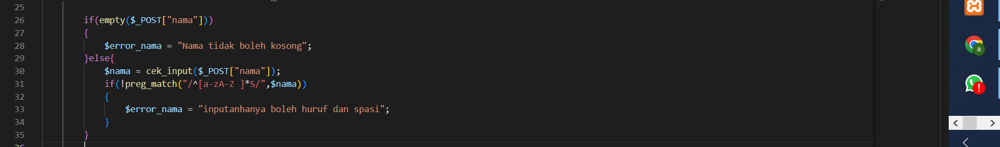 25
26 if(empty($_POST["nama"]))
27 {
28 $error_nama = "Nama tidak boleh kosong";
29 }else{
30 $nama = cek_input($_POST["nama"]);
31 if(!preg_match("/^[a-zA-Z ]*S/",$nama))
32 {
33 $error_nama = "inputanhanya boleh huruf dan spasi";
34 }
35 }
36
a
!